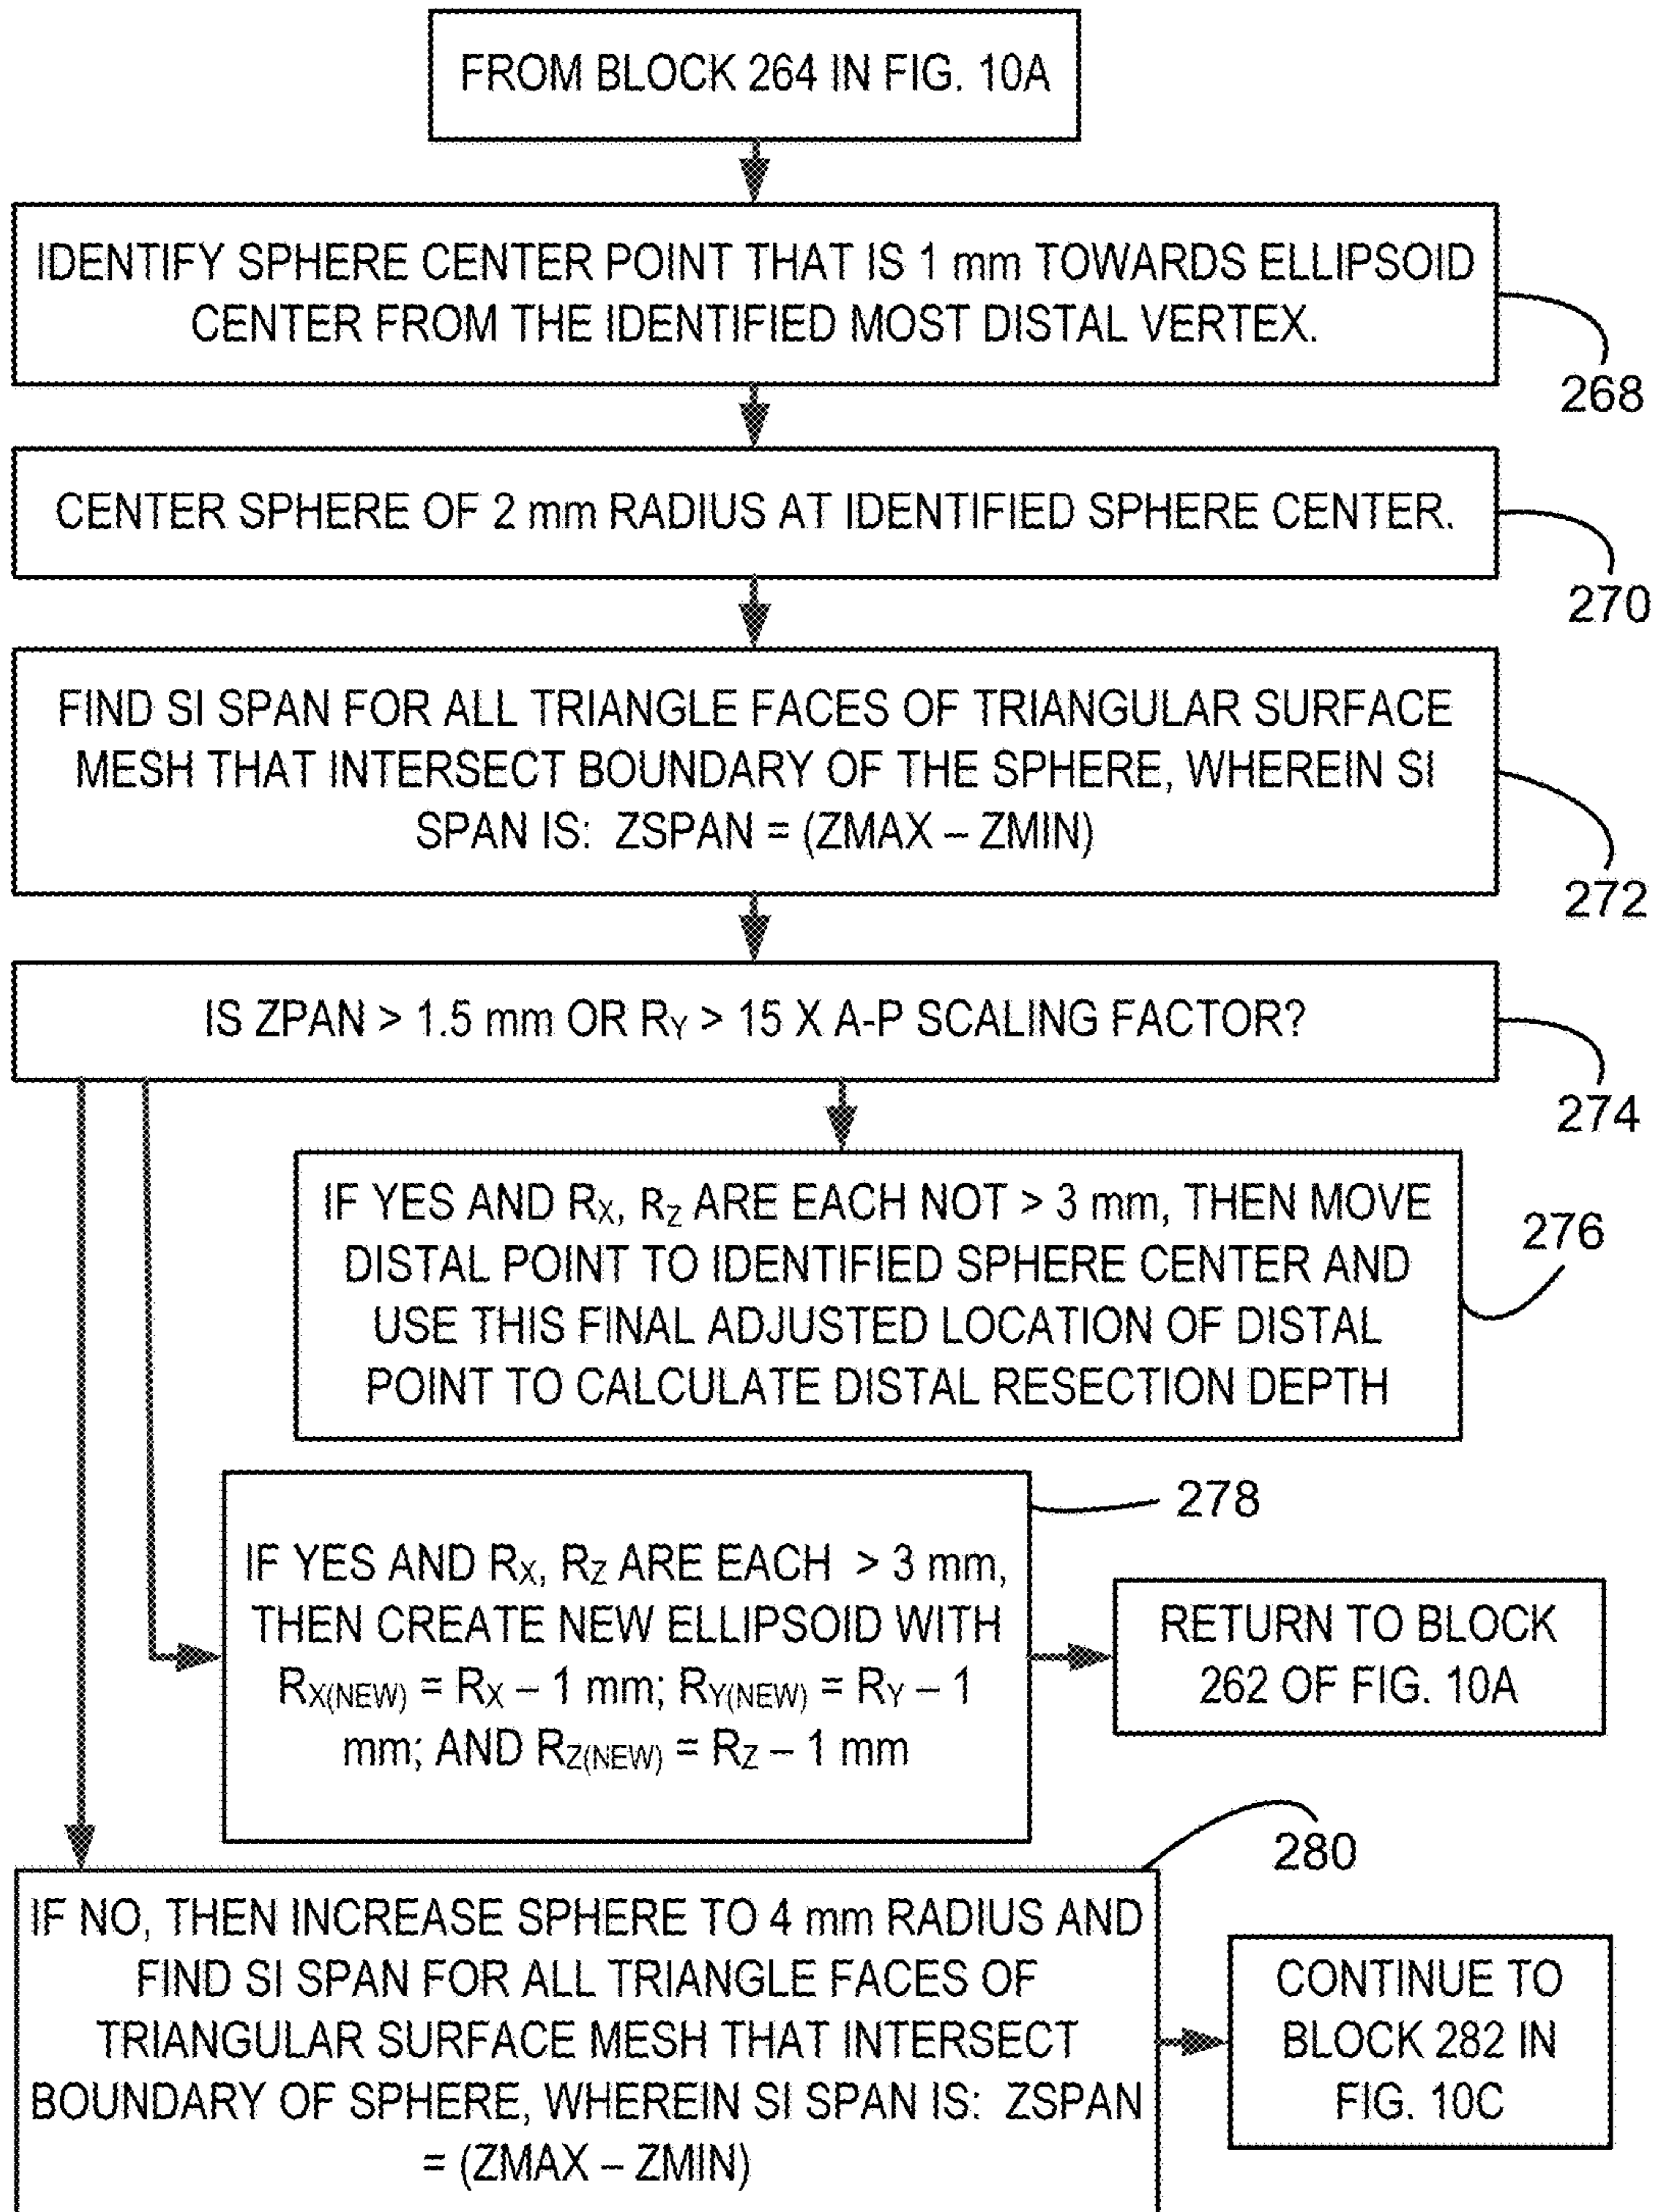 FROM BLOCK 264 IN FIG. 10A
IDENTIFY SPHERE CENTER POINT THAT IS 1 mm TOWARDS ELLIPSOID
CENTER FROM THE IDENTIFIED MOST DISTAL VERTEX.
268
CENTER SPHERE OF 2 mm RADIUS AT IDENTIFIED SPHERE CENTER.
270
FIND SI SPAN FOR ALL TRIANGLE FACES OF TRIANGULAR SURFACE
MESH THAT INTERSECT BOUNDARY OF THE SPHERE, WHEREIN SI
SPAN IS: ZSPAN = (ZMAX – ZMIN)
272
IS ZPAN > 1.5 mm OR RY > 15 X A-P SCALING FACTOR?
274
IF YES AND RX, RZ ARE EACH NOT > 3 mm, THEN MOVE
DISTAL POINT TO IDENTIFIED SPHERE CENTER AND
USE THIS FINAL ADJUSTED LOCATION OF DISTAL
POINT TO CALCULATE DISTAL RESECTION DEPTH
276
278
IF YES AND RX, RZ ARE EACH > 3 mm,
THEN CREATE NEW ELLIPSOID WITH
RX(NEW) = RX – 1 mm; RY(NEW) = RY – 1
mm; AND RZ(NEW) = RZ – 1 mm
RETURN TO BLOCK
262 OF FIG. 10A
280
IF NO, THEN INCREASE SPHERE TO 4 mm RADIUS AND
FIND SI SPAN FOR ALL TRIANGLE FACES OF
TRIANGULAR SURFACE MESH THAT INTERSECT
BOUNDARY OF SPHERE, WHEREIN SI SPAN IS: ZSPAN
= (ZMAX – ZMIN)
CONTINUE TO
BLOCK 282 IN
FIG. 10C